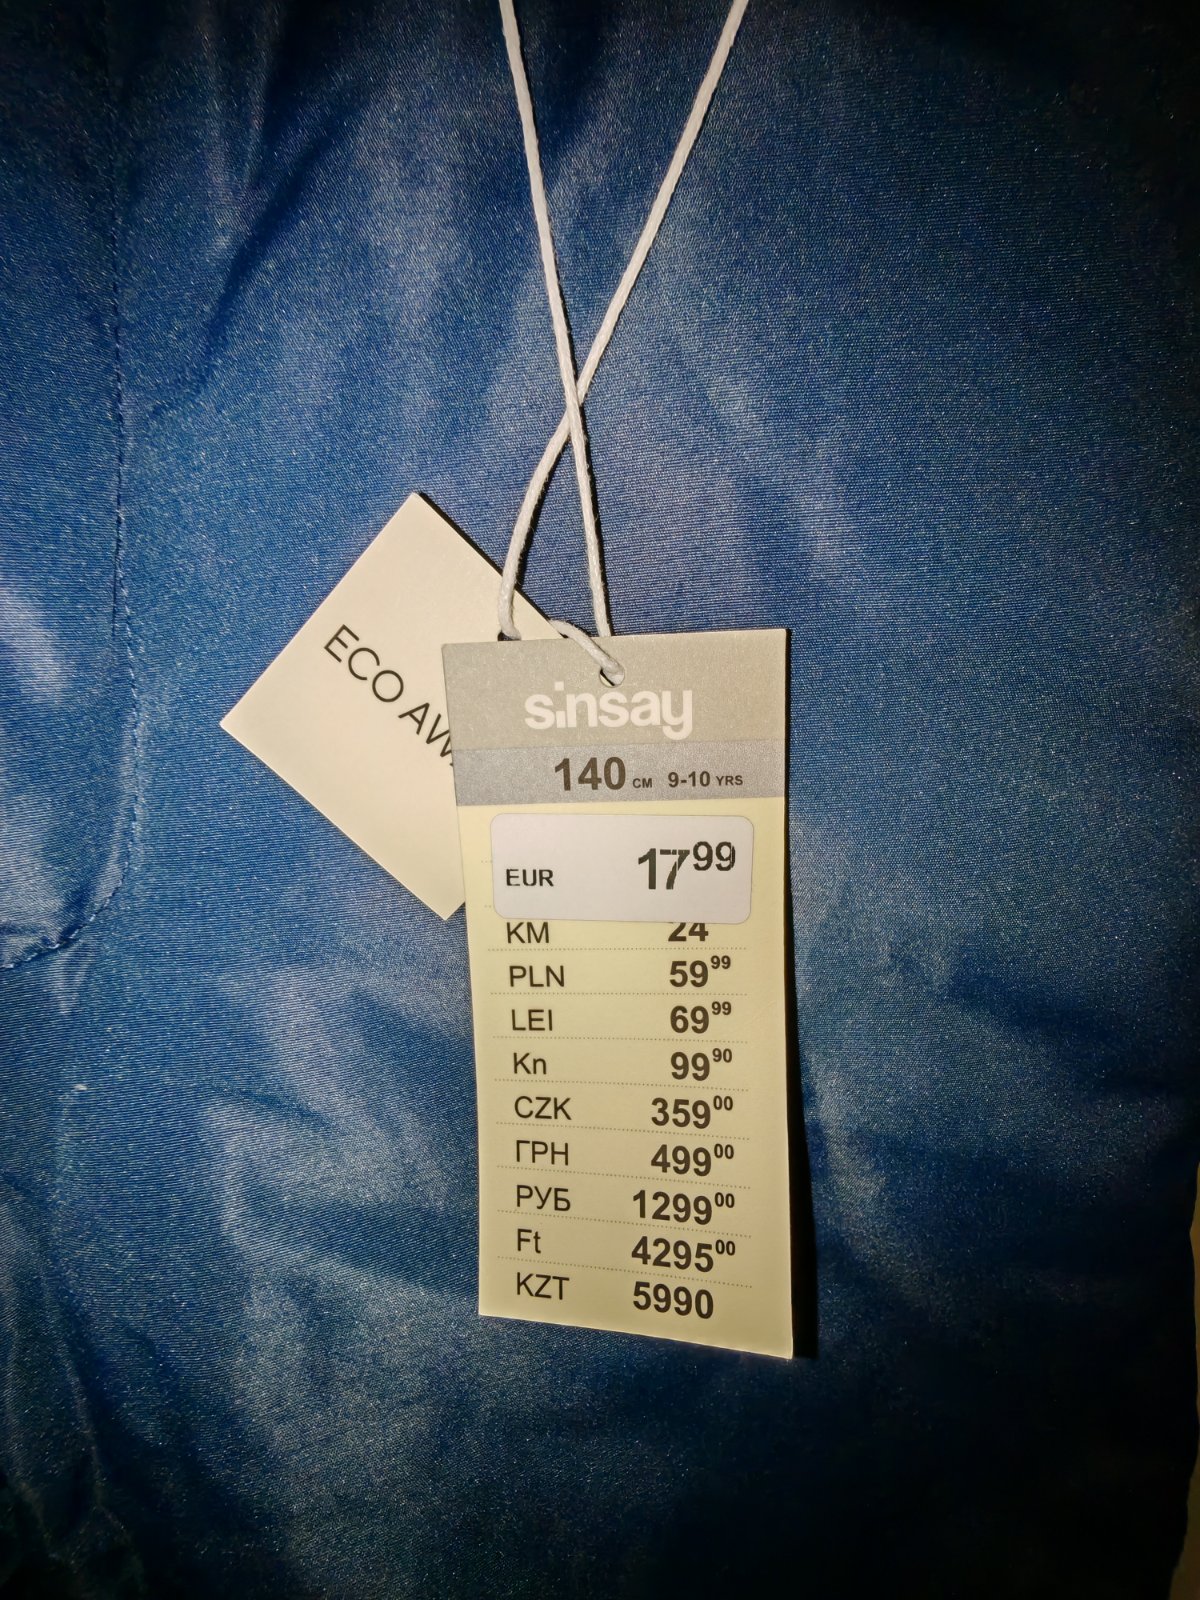 ECO AW
sinsay
140 CM 9-10 YRS
EUR 17⁹⁹
KM 24
PLN 59⁹⁹
LEI 69⁹⁹
Kn 99⁹⁰
CZK 359⁰⁰
ГРН 499⁰⁰
РУБ 1299⁰⁰
Ft 4295⁰⁰
KZT 5990